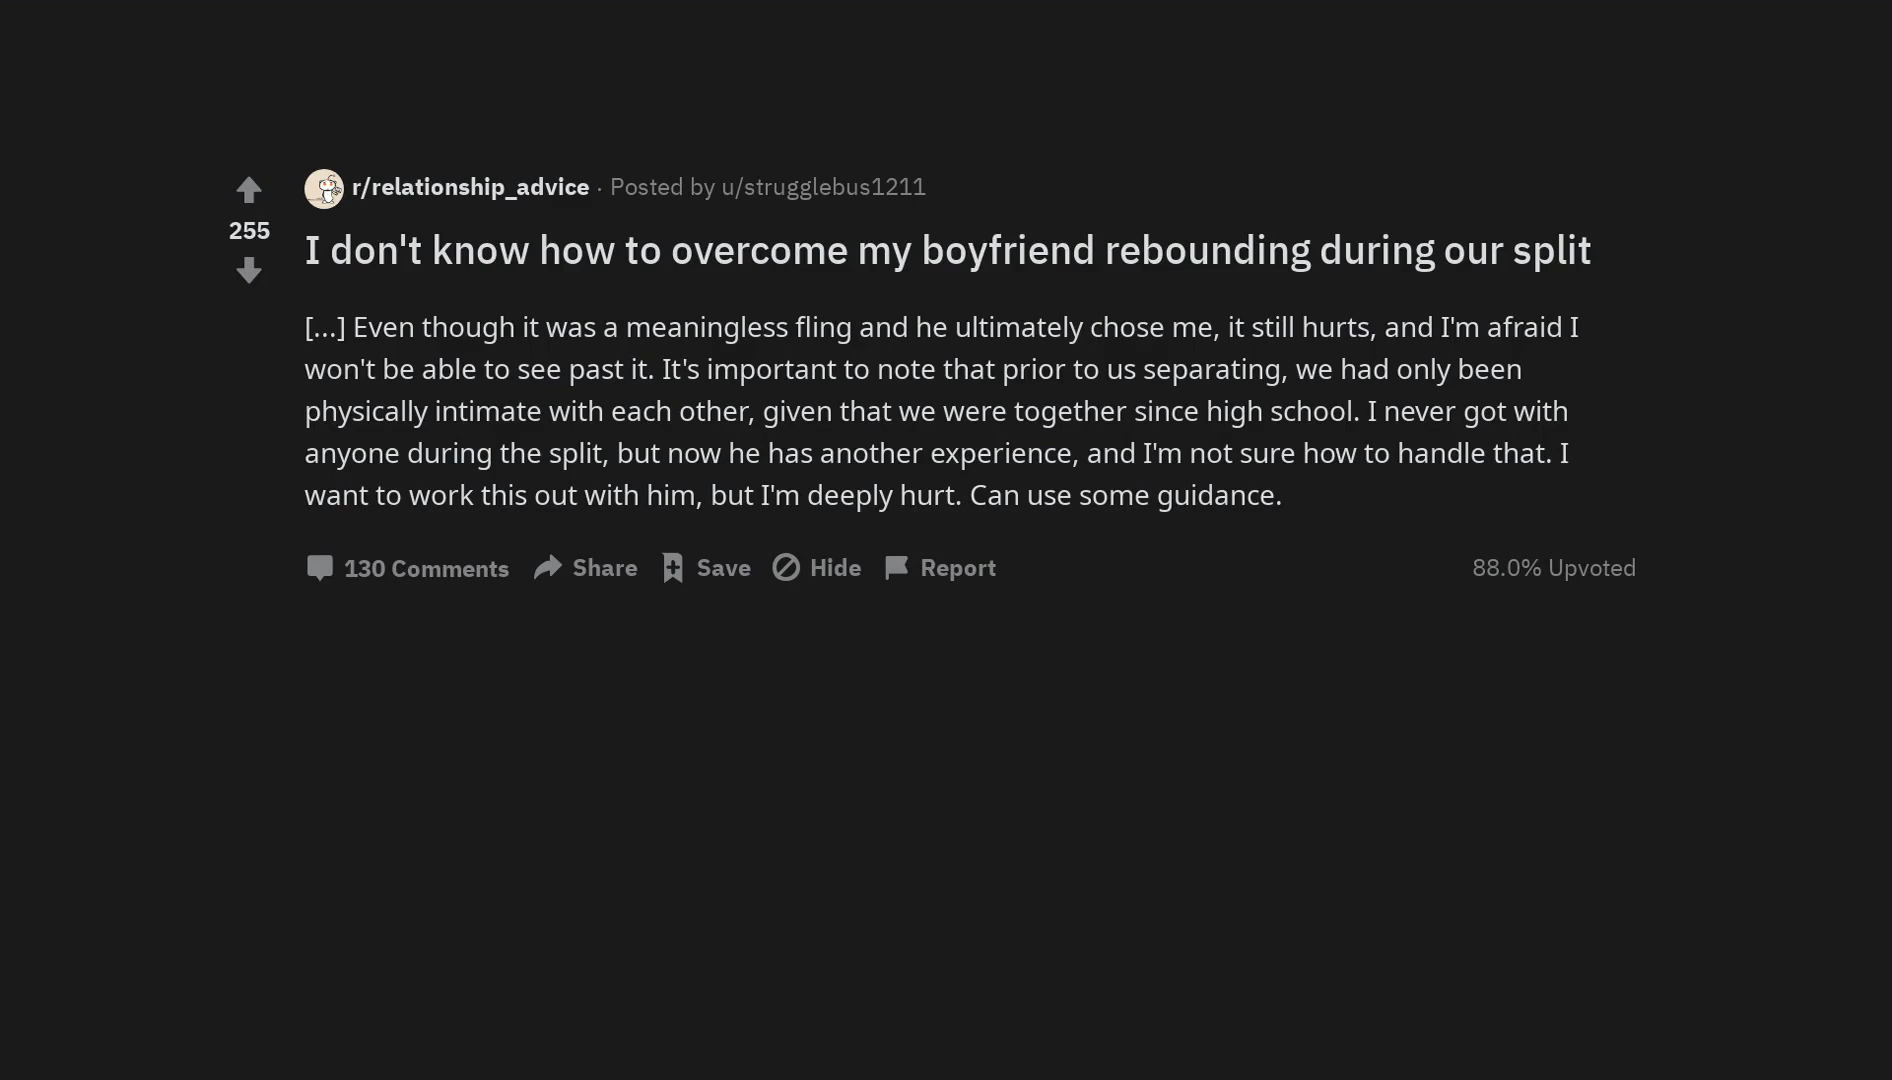 r/relationship_advice · Posted by u/strugglebus1211
255
I don't know how to overcome my boyfriend rebounding during our split
[...] Even though it was a meaningless fling and he ultimately chose me, it still hurts, and I'm afraid I
won't be able to see past it. It's important to note that prior to us separating, we had only been
physically intimate with each other, given that we were together since high school. I never got with
anyone during the split, but now he has another experience, and I'm not sure how to handle that. I
want to work this out with him, but I'm deeply hurt. Can use some guidance.
130 Comments Share Save Hide Report 88.0% Upvoted